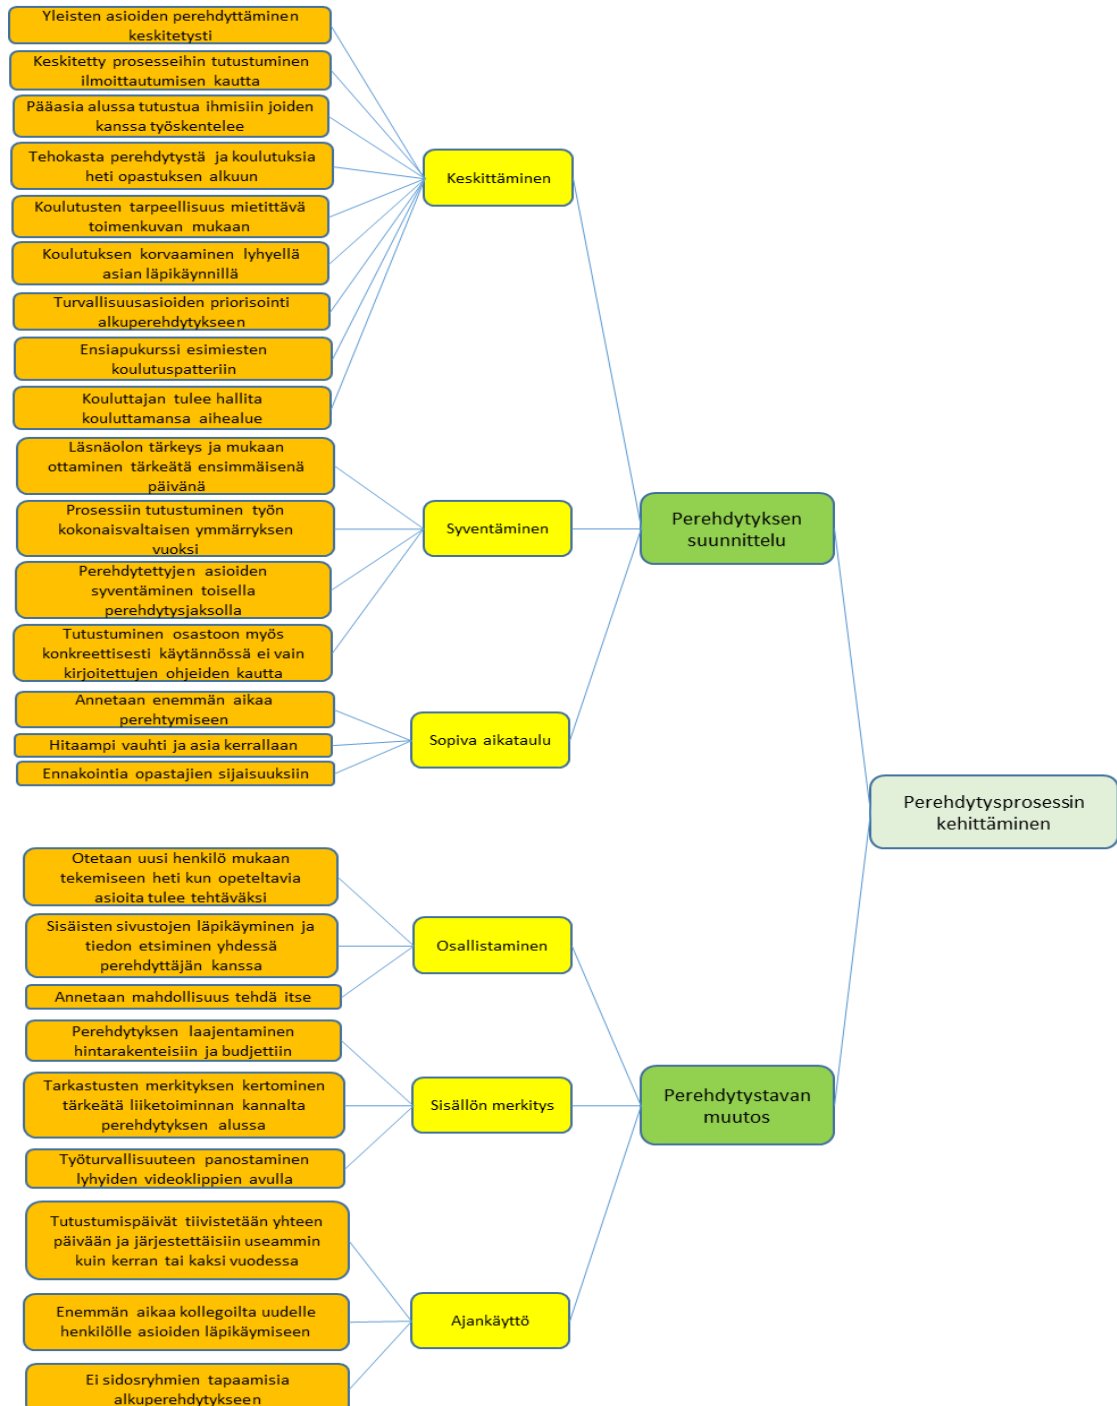 Yleisten asioiden perehdyttäminen
keskitetysti
Keskitetty prosesseihin tutustuminen
ilmoittautumisen kautta
Pääasia alussa tutustua ihmisiin joiden
kanssa työskentelee
Tehokasta perehdytystä ja koulutuksia
heti opastuksen alkuun
Koulutusten tarpeellisuus mietittävä
toimenkuvan mukaan
Koulutuksen korvaaminen lyhyellä
asian läpikäynnillä
Turvallisuusasioiden priorisointi
alkuperehdytykseen
Ensiapukurssi esimiesten
koulutuspatteriin
Kouluttajan tulee hallita
kouluttamansa aihealue
Keskittäminen
Läsnäolon tärkeys ja mukaan
ottaminen tärkeätä ensimmäisenä
päivänä
Prosessiin tutustuminen työn
kokonaisvaltaisen ymmärryksen
vuoksi
Perehdytettyjen asioiden
syventäminen toisella
perehdytysjaksolla
Tutustuminen osastoon myös
konkreettisesti käytännössä ei vain
kirjoitettujen ohjeiden kautta
Syventäminen
Annetaan enemmän aikaa
perehtymiseen
Hitaampi vauhti ja asia kerrallaan
Ennakointia opastajien sijaisuuksiin
Sopiva aikataulu
Perehdytyksen
suunnittelu
Perehdytysprosessin
kehittäminen
Otetaan uusi henkilö mukaan
tekemiseen heti kun opeteltavia
asioita tulee tehtäväksi
Sisäisten sivustojen läpikäyminen ja
tiedon etsiminen yhdessä
perehdyttäjän kanssa
Annetaan mahdollisuus tehdä itse
Osallistaminen
Perehdytyksen laajentaminen
hintarakenteisiin ja budjettiin
Tarkastusten merkityksen kertominen
tärkeätä liiketoiminnan kannalta
perehdytyksen alussa
Työturvallisuuteen panostaminen
lyhyiden videoklippien avulla
Sisällön merkitys
Perehdytystavan
muutos
Tutustumispäivät tiivistetään yhteen
päivään ja järjestettäisiin useammin
kuin kerran tai kaksi vuodessa
Enemmän aikaa kollegoilta uudelle
henkilölle asioiden läpikäymiseen
Ei sidosryhmien tapaamisia
alkuperehdytykseen
Ajankäyttö